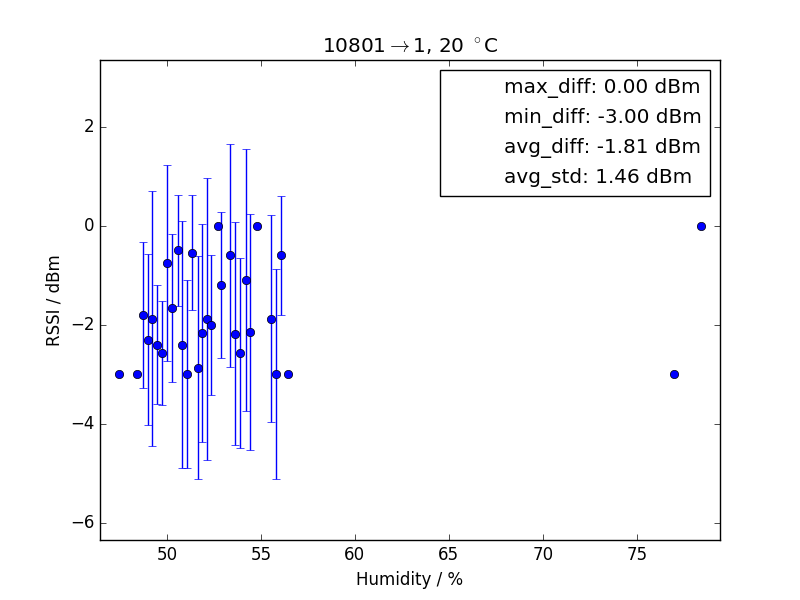 10801→1, 20 °C
max_diff: 0.00 dBm
min_diff: -3.00 dBm
avg_diff: -1.81 dBm
avg_std: 1.46 dBm
RSSI / dBm
2
0
−2
−4
−6
50 55 60 65 70 75
Humidity / %